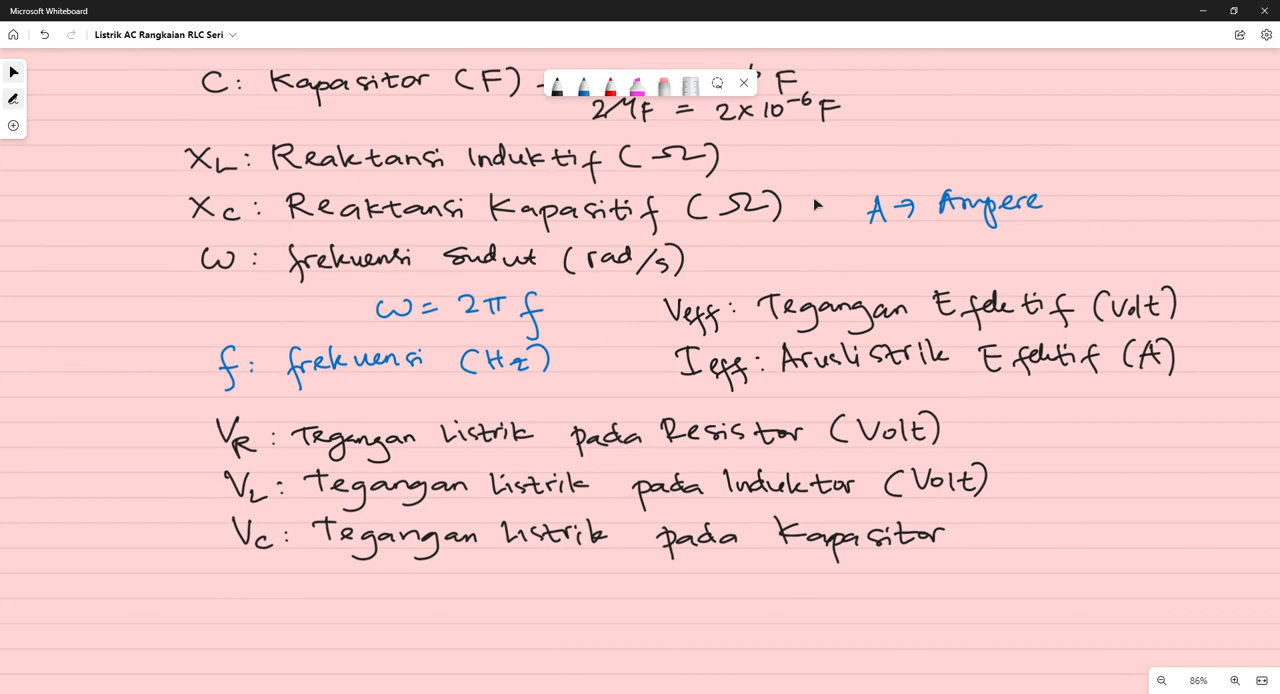 Microsoft Whiteboard
Listrik AC Rangkaian RLC Seri
C: Kapasitor (F) F
2μF = 2x10⁻⁶ F
XL: Reaktansi Induktif (Ω)
Xc: Reaktansi Kapasitif (Ω) A → Ampere
ω: frekuensi sudut (rad/s)
ω = 2π f Veff: Tegangan Efektif (Volt)
f: frekuensi (Hz) Ieff: Arus listrik Efektif (A)
VR: Tegangan Listrik pada Resistor (Volt)
VL: Tegangan Listrik pada Induktor (Volt)
Vc: Tegangan Listrik pada Kapasitor
86%